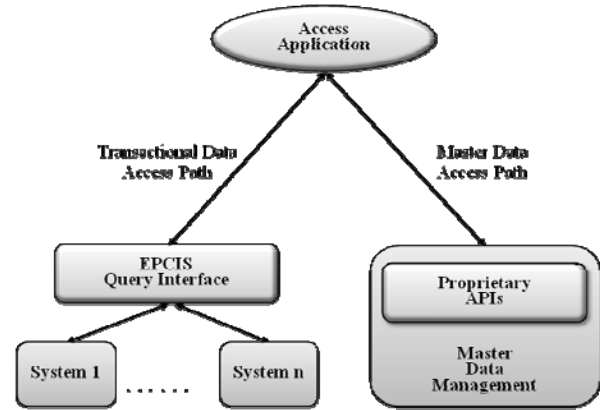 Access
Application
Transactional Data
Access Path
Master Data
Access Path
EPCIS
Query Interface
Proprietary
APIs
System 1
......
System n
Master
Data
Management